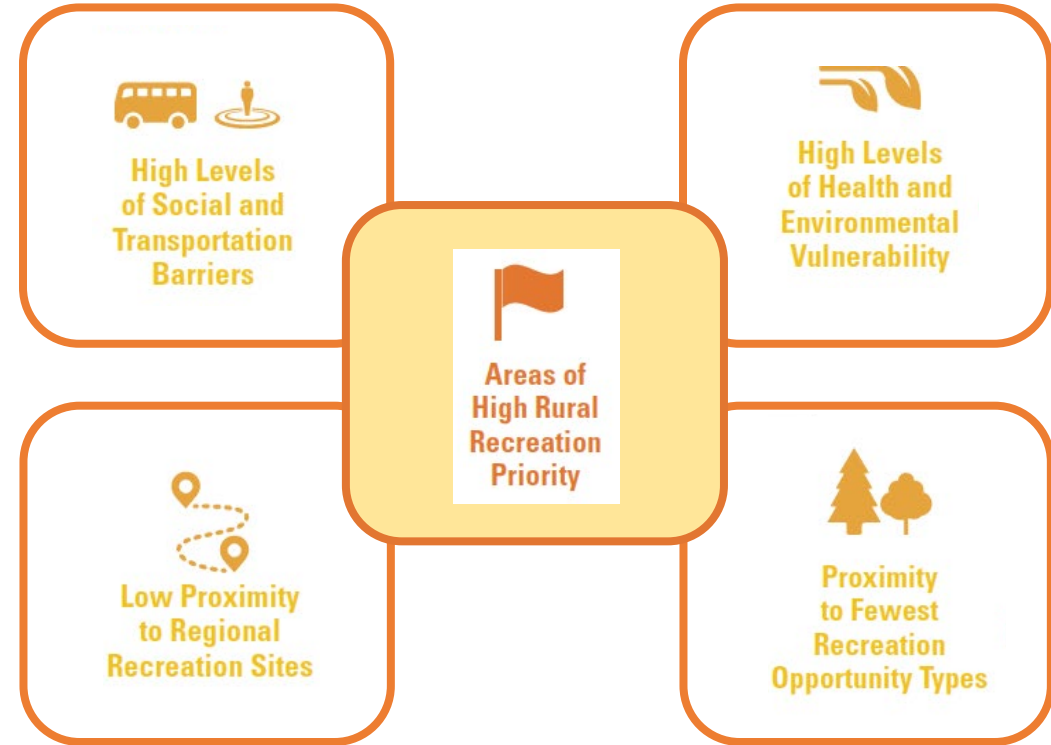 High Levels
of Social and
Transportation
Barriers
High Levels
of Health and
Environmental
Vulnerability
Areas of
High Rural
Recreation
Priority
Low Proximity
to Regional
Recreation Sites
Proximity
to Fewest
Recreation
Opportunity Types